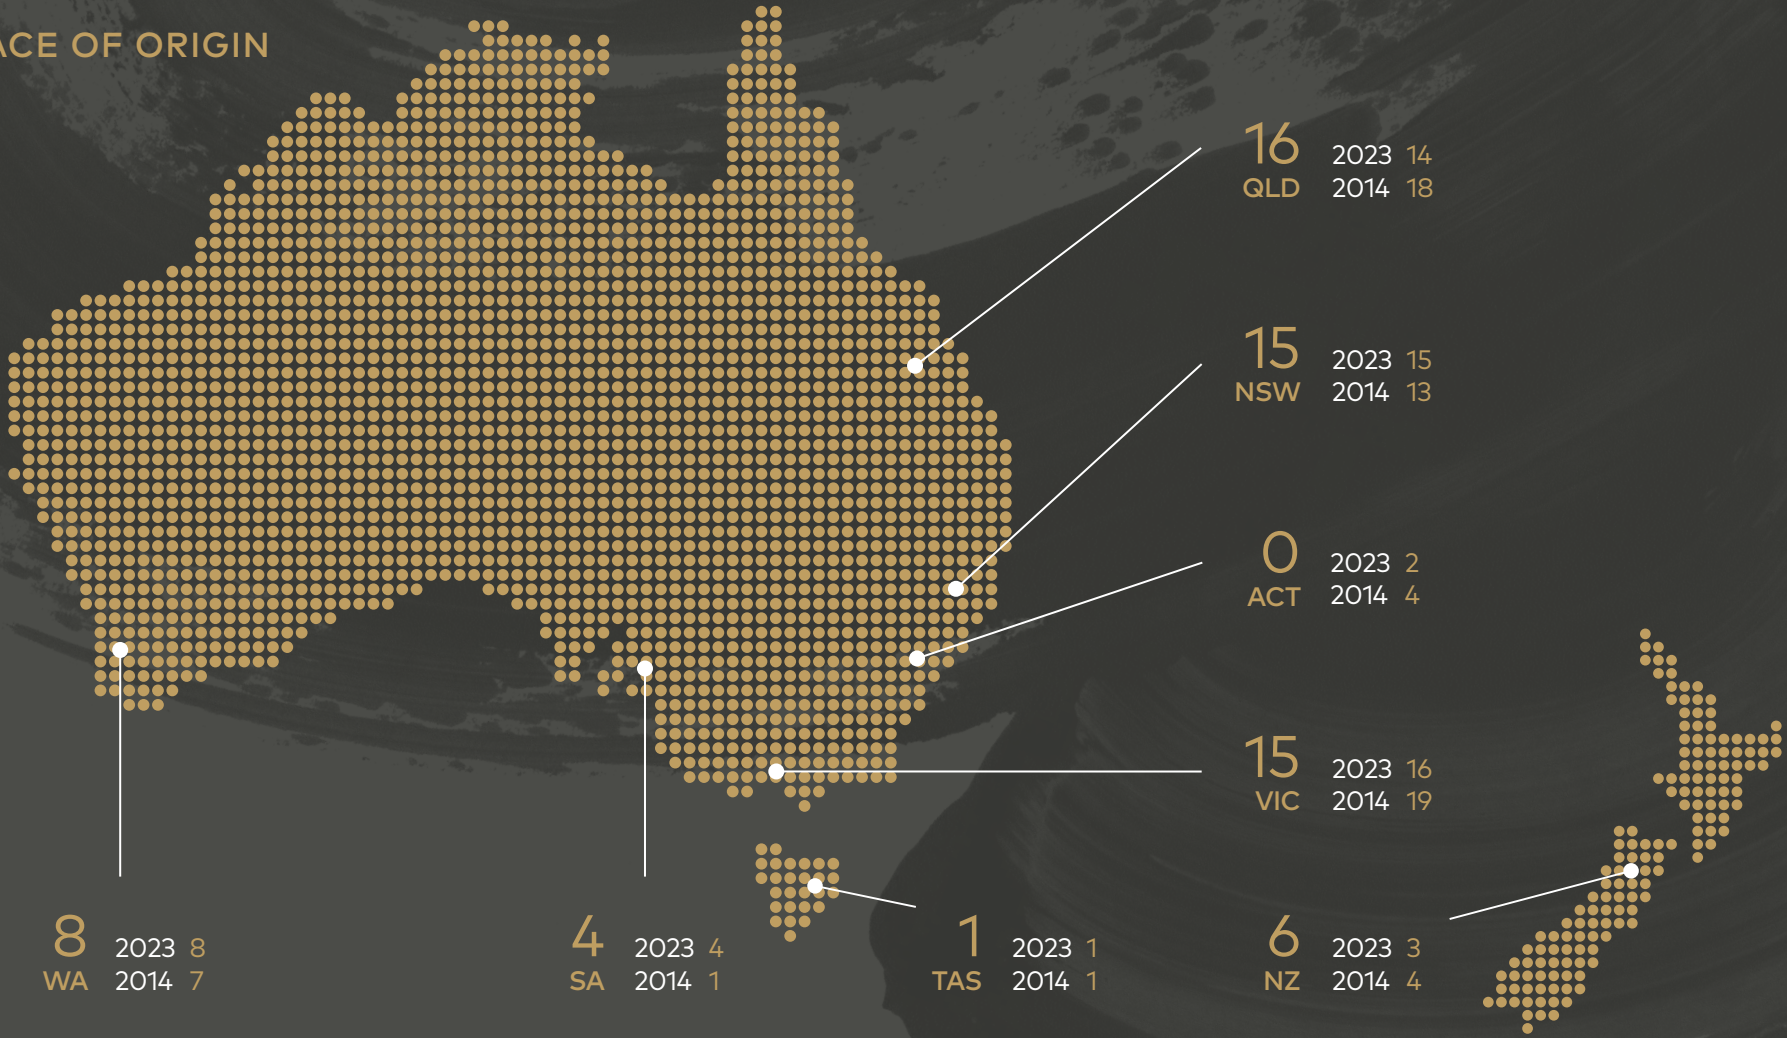 ACE OF ORIGIN
16 2023 14
QLD 2014 18
15 2023 15
NSW 2014 13
0 2023 2
ACT 2014 4
15 2023 16
VIC 2014 19
8 2023 8
WA 2014 7
4 2023 4
SA 2014 1
1 2023 1
TAS 2014 1
6 2023 3
NZ 2014 4